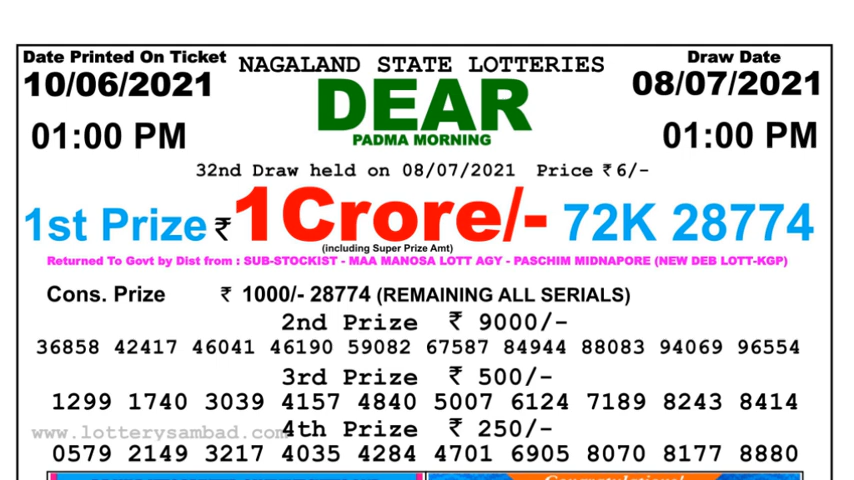 Date Printed On Ticket NAGALAND STATE LOTTERIES Draw Date
10/06/2021 DEAR 08/07/2021
01:00 PM PADMA MORNING 01:00 PM
32nd Draw held on 08/07/2021 Price ₹6/-
1st Prize ₹1Crore/- 72K 28774
(including Super Prize Amt)
Returned To Govt by Dist from : SUB-STOCKIST - MAA MANOSA LOTT AGY - PASCHIM MIDNAPORE (NEW DEB LOTT-KGP)
Cons. Prize ₹ 1000/- 28774 (REMAINING ALL SERIALS)
2nd Prize ₹ 9000/-
36858 42417 46041 46190 59082 67587 84944 88083 94069 96554
3rd Prize ₹ 500/-
1299 1740 3039 4157 4840 5007 6124 7189 8243 8414
www.lotterysambad.com 4th Prize ₹ 250/-
0579 2149 3217 4035 4284 4701 6905 8070 8177 8880
Congratulations!